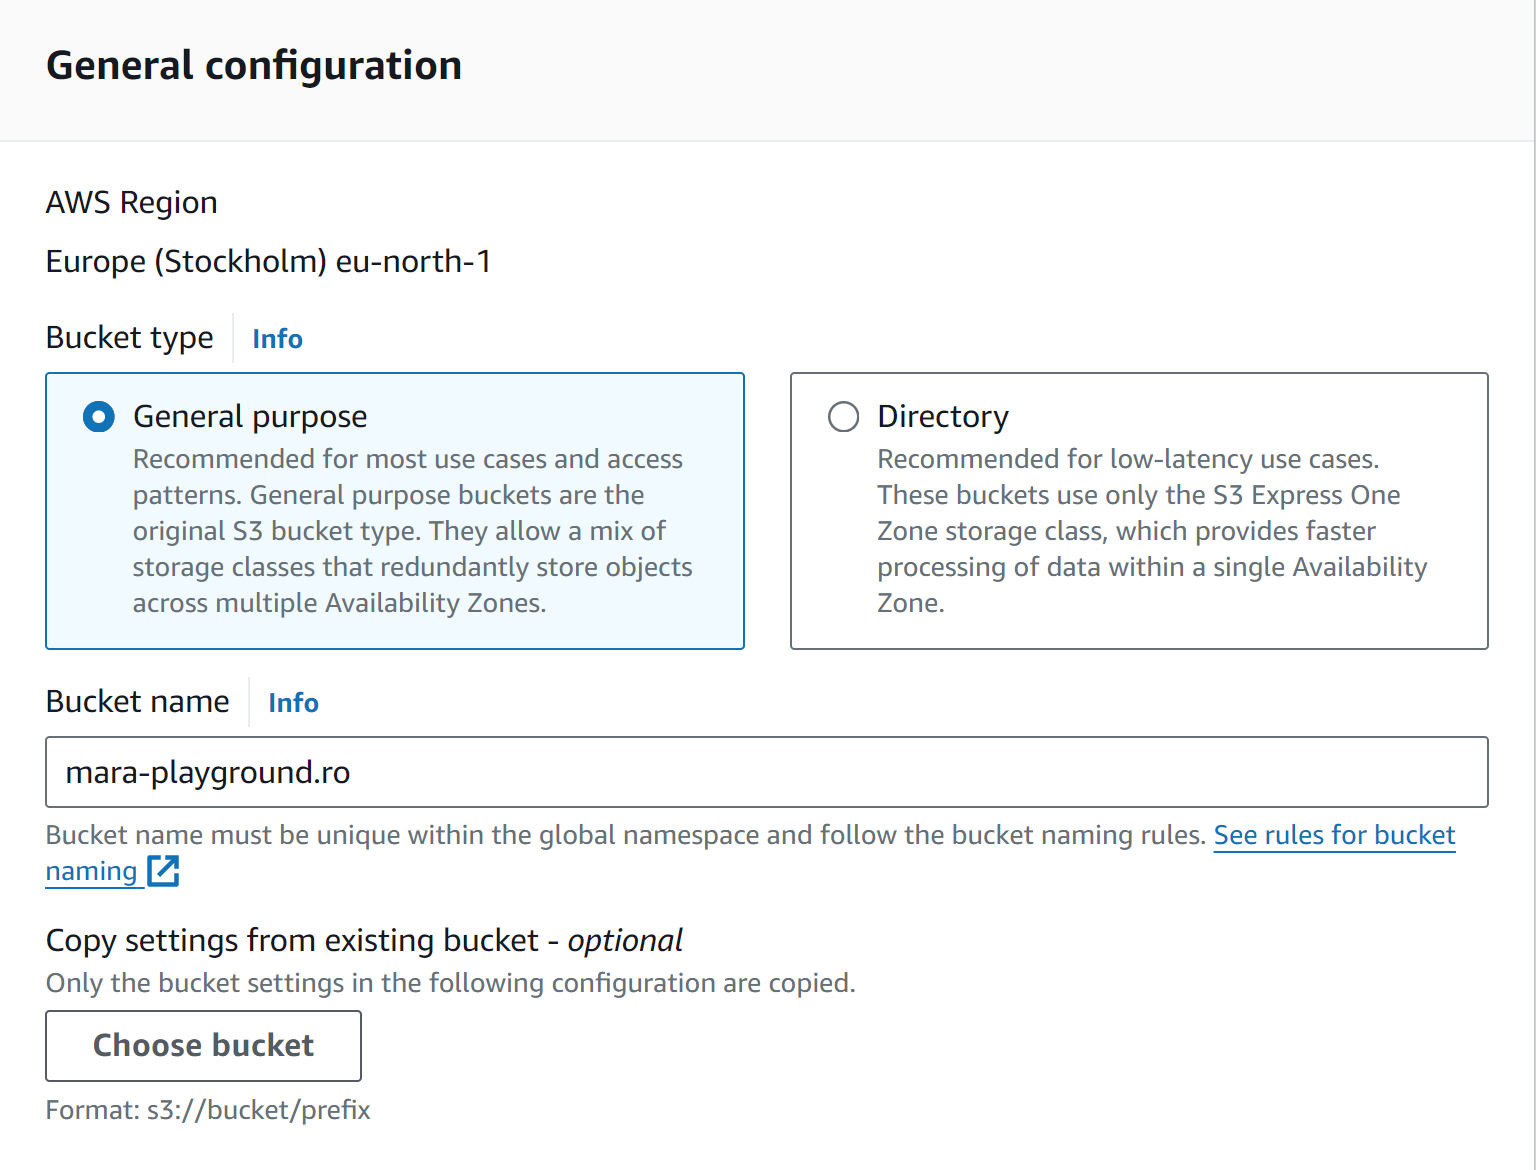 General configuration
AWS Region
Europe (Stockholm) eu-north-1
Bucket type
Info
General purpose
Recommended for most use cases and access
patterns. General purpose buckets are the
original S3 bucket type. They allow a mix of
storage classes that redundantly store objects
across multiple Availability Zones.
Directory
Recommended for low-latency use cases.
These buckets use only the S3 Express One
Zone storage class, which provides faster
processing of data within a single Availability
Zone.
Bucket name
Info
mara-playground.ro
Bucket name must be unique within the global namespace and follow the bucket naming rules. See rules for bucket
naming
Copy settings from existing bucket - optional
Only the bucket settings in the following configuration are copied.
Choose bucket
Format: s3://bucket/prefix